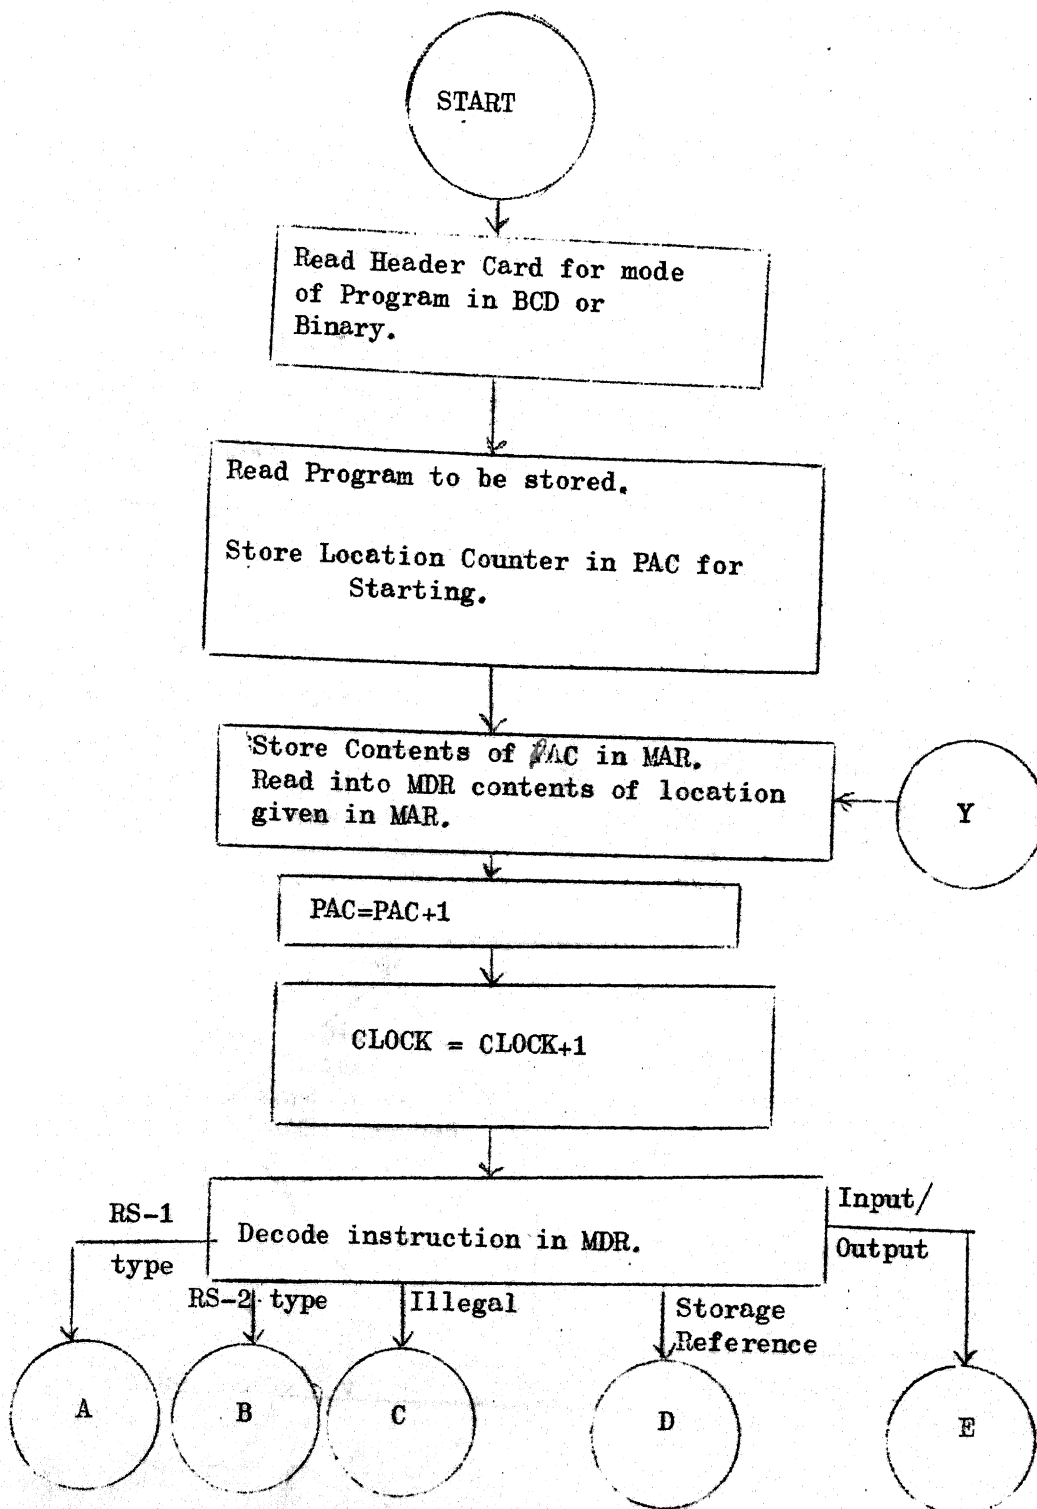 START
Read Header Card for mode
of Program in BCD or
Binary.
Read Program to be stored.
Store Location Counter in PAC for
Starting.
Store Contents of PAC in MAR.
Read into MDR contents of location
given in MAR.
Y
PAC=PAC+1
CLOCK = CLOCK+1
Decode instruction in MDR.
RS-1
type
RS-2 type
Illegal
Storage
Reference
Input/
Output
A
B
C
D
E